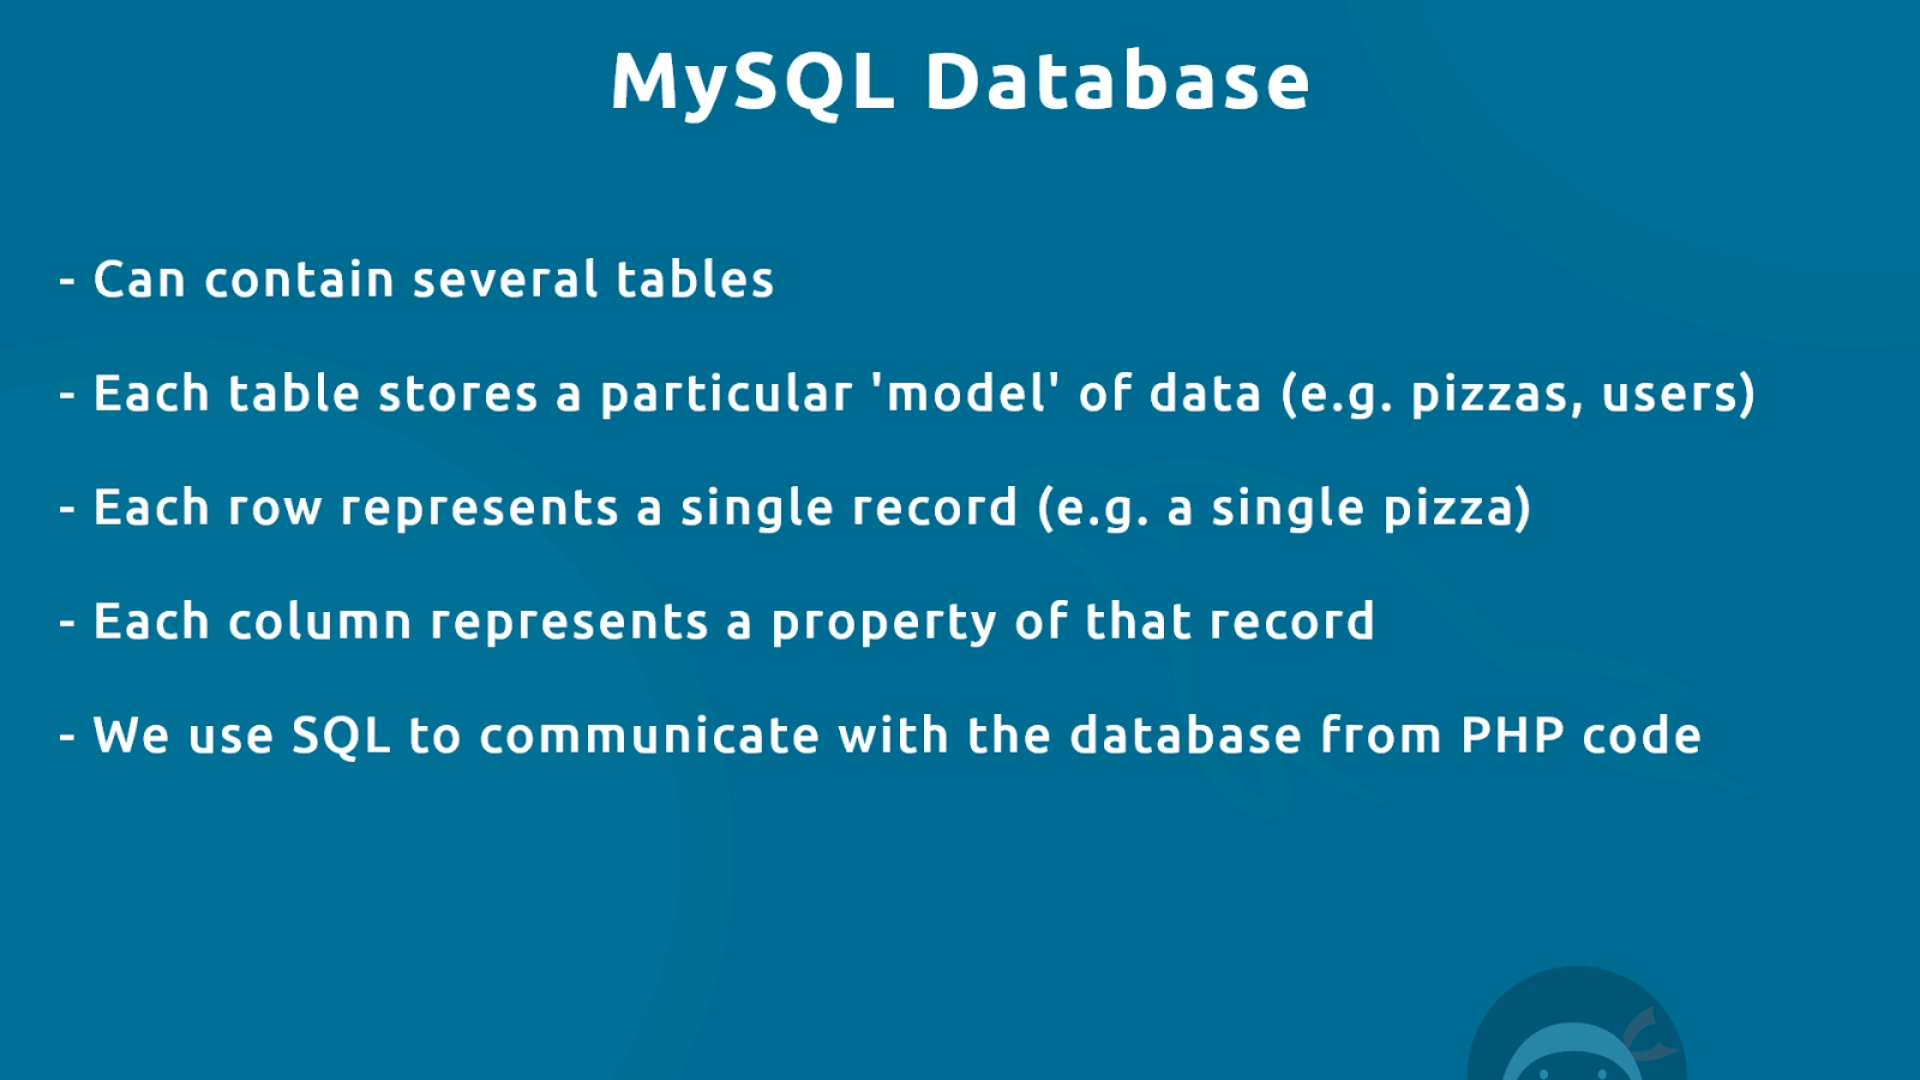 MySQL Database
- Can contain several tables
- Each table stores a particular 'model' of data (e.g. pizzas, users)
- Each row represents a single record (e.g. a single pizza)
- Each column represents a property of that record
- We use SQL to communicate with the database from PHP code